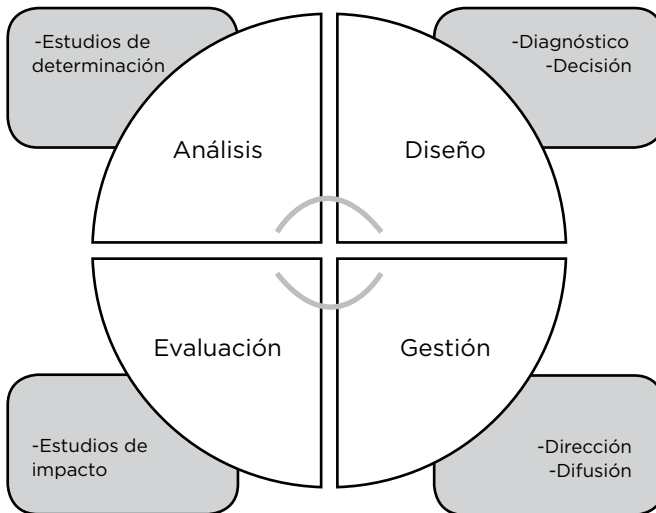 -Estudios de
determinación
-Diagnóstico
-Decisión
Análisis
Diseño
Evaluación
Gestión
-Estudios de
impacto
-Dirección
-Difusión